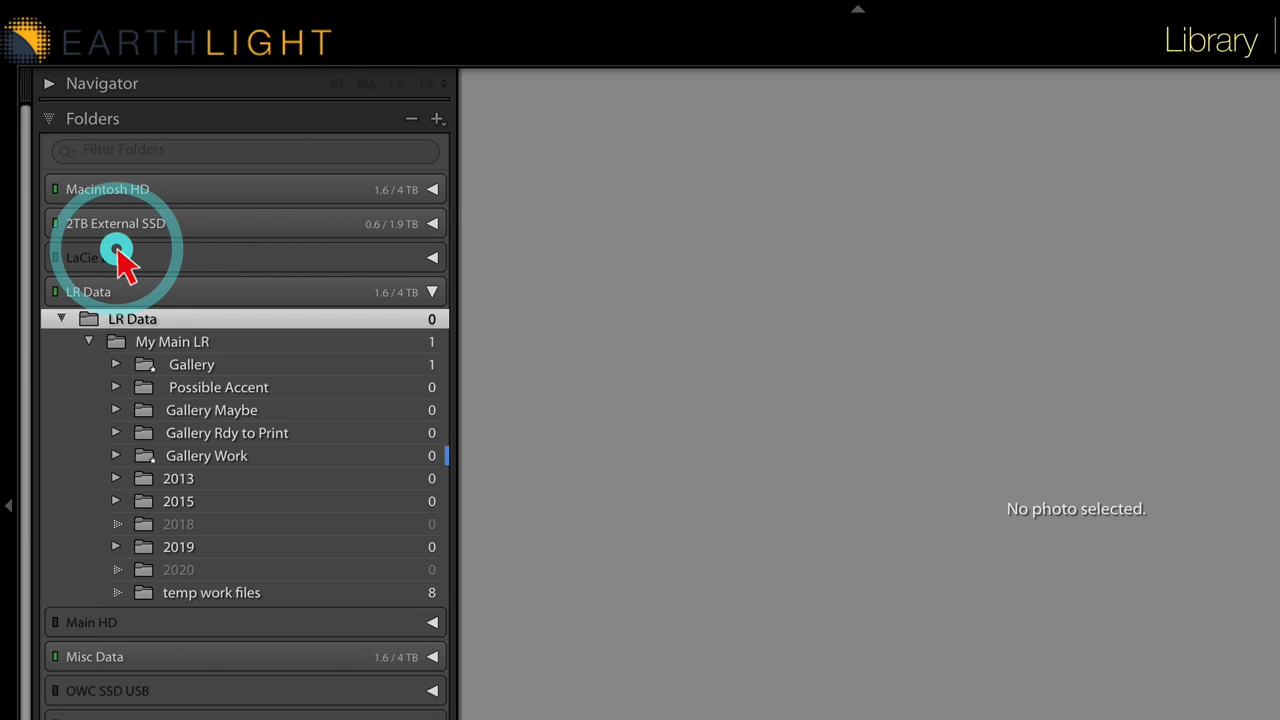 EARTHLIGHT
Library
Navigator
Folders
Filter Folders
Macintosh HD 1.6 / 4 TB
2TB External SSD 0.6 / 1.9 TB
LaCie
LR Data 1.6 / 4 TB
LR Data 0
My Main LR 1
Gallery 1
Possible Accent 0
Gallery Maybe 0
Gallery Rdy to Print 0
Gallery Work 0
2013 0
2015 0
2018 0
2019 0
2020 0
temp work files 8
Main HD
Misc Data 1.6 / 4 TB
OWC SSD USB
No photo selected.